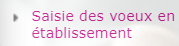 Saisie des voeux en
établissement